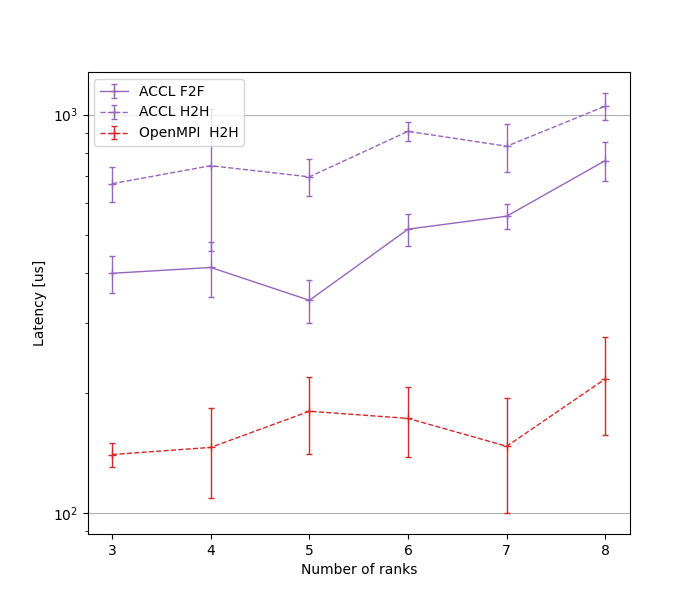 ACCL F2F
ACCL H2H
OpenMPI  H2H
10³
10²
Latency [us]
3 4 5 6 7 8
Number of ranks